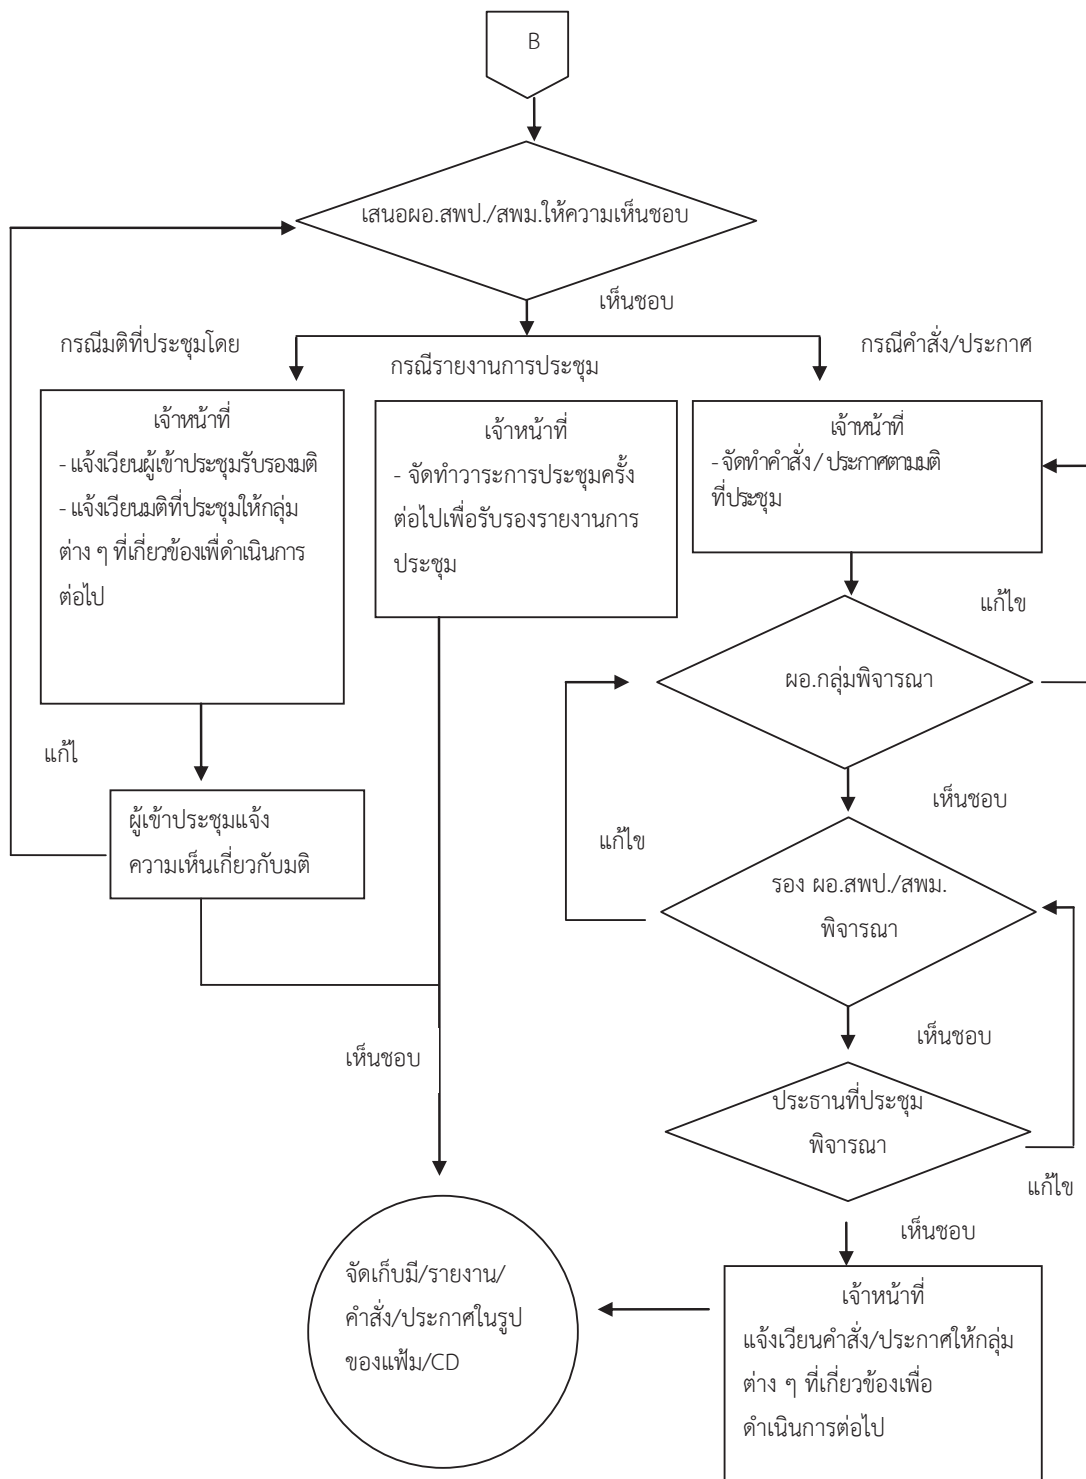 B
เสนอผอ.สพป./สพม.ให้ความเห็นชอบ
เห็นชอบ
กรณีมติที่ประชุมโดย
กรณีรายงานการประชุม
กรณีคำสั่ง/ประกาศ
เจ้าหน้าที่
- แจ้งเวียนผู้เข้าประชุมรับรองมติ
- แจ้งเวียนมติที่ประชุมให้กลุ่ม
ต่าง ๆ ที่เกี่ยวข้องเพื่อดำเนินการ
ต่อไป
เจ้าหน้าที่
- จัดทำวาระการประชุมครั้ง
ต่อไปเพื่อรับรองรายงานการ
ประชุม
เจ้าหน้าที่
- จัดทำคำสั่ง / ประกาศตามมติ
ที่ประชุม
แก้ไข
ผอ.กลุ่มพิจารณา
แก้ไ
ผู้เข้าประชุมแจ้ง
ความเห็นเกี่ยวกับมติ
เห็นชอบ
แก้ไข
รอง ผอ.สพป./สพม.
พิจารณา
เห็นชอบ
เห็นชอบ
ประธานที่ประชุม
พิจารณา
แก้ไข
เห็นชอบ
จัดเก็บมี/รายงาน/
คำสั่ง/ประกาศในรูป
ของแฟ้ม/CD
เจ้าหน้าที่
แจ้งเวียนคำสั่ง/ประกาศให้กลุ่ม
ต่าง ๆ ที่เกี่ยวข้องเพื่อ
ดำเนินการต่อไป